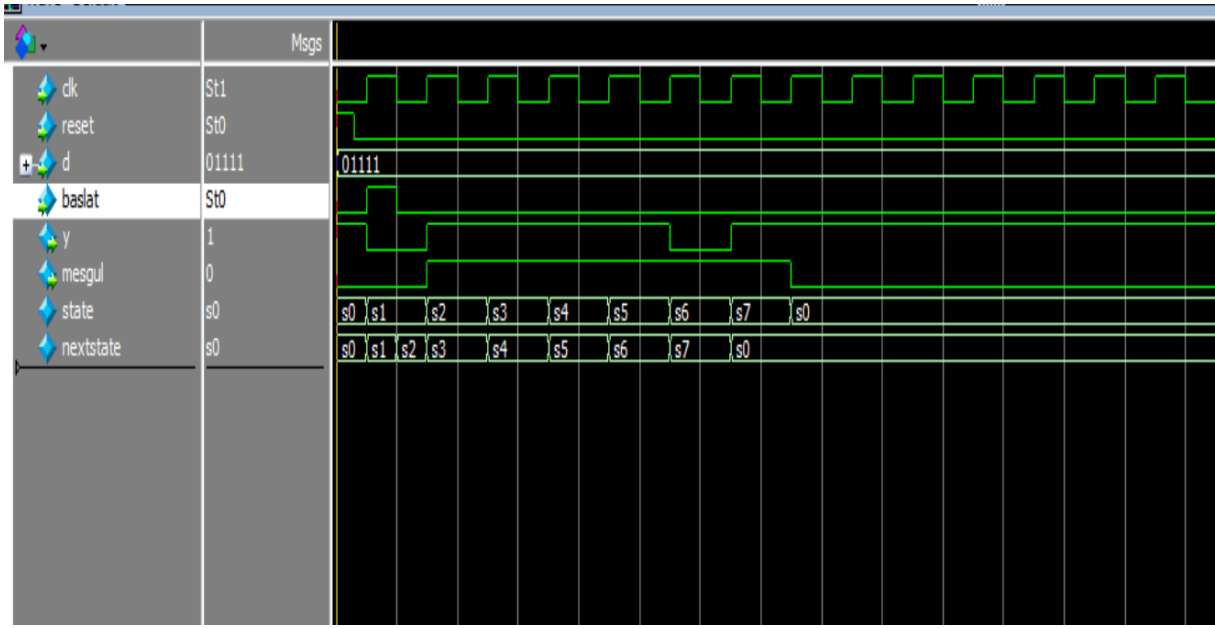 Msgs
clk St1
reset St0
d 01111 01111
baslat St0
y 1
mesgul 0
state s0 s0 s1 s2 s3 s4 s5 s6 s7 s0
nextstate s0 s0 s1 s2 s3 s4 s5 s6 s7 s0